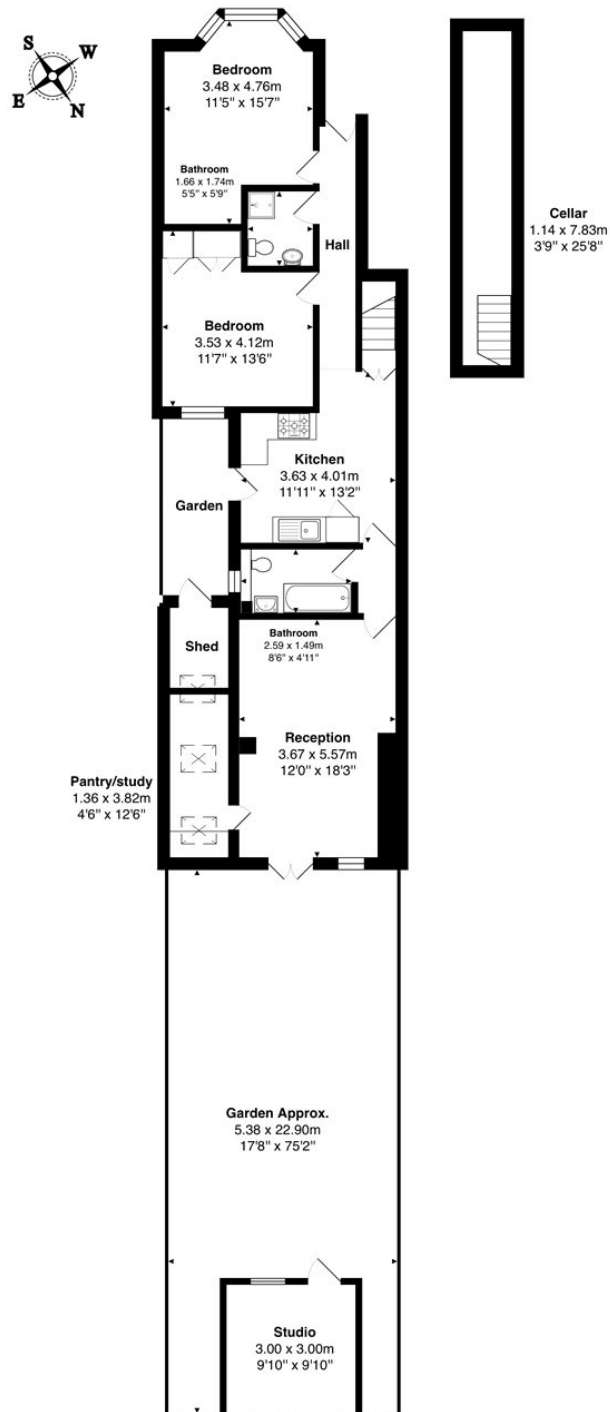 S
W
E
N
Bedroom
3.48 x 4.76m
11'5" x 15'7"
Bathroom
1.66 x 1.74m
5'5" x 5'9"
Hall
Cellar
1.14 x 7.83m
3'9" x 25'8"
Bedroom
3.53 x 4.12m
11'7" x 13'6"
Kitchen
3.63 x 4.01m
11'11" x 13'2"
Garden
Shed
Bathroom
2.59 x 1.49m
8'6" x 4'11"
Reception
3.67 x 5.57m
12'0" x 18'3"
Pantry/study
1.36 x 3.82m
4'6" x 12'6"
Garden Approx.
5.38 x 22.90m
17'8" x 75'2"
Studio
3.00 x 3.00m
9'10" x 9'10"